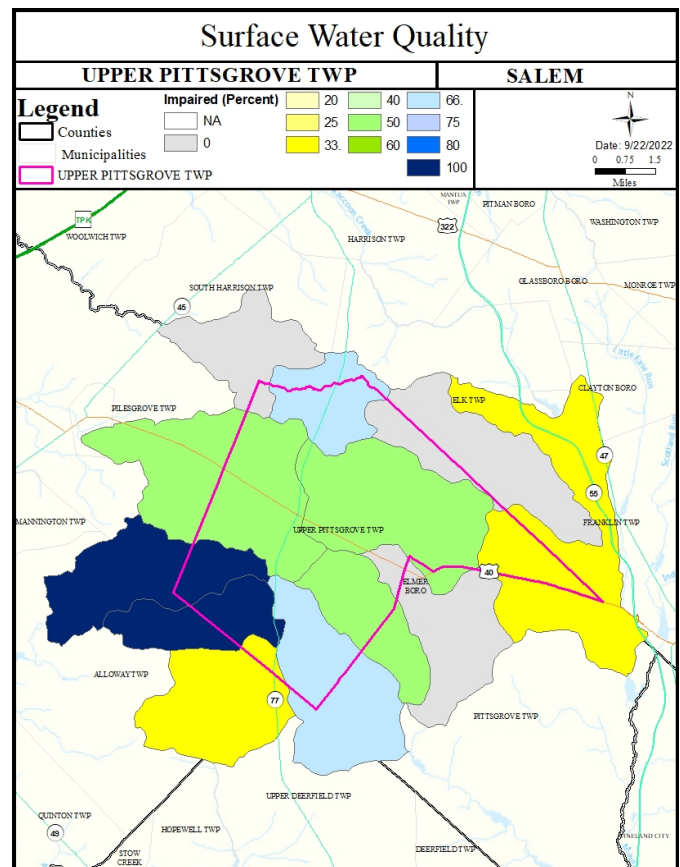 Surface Water Quality
UPPER PITTSGROVE TWP
SALEM
Legend
Counties
Municipalities
UPPER PITTSGROVE TWP
Impaired (Percent)
NA
0
20
25
33.
40
50
60
66.
75
80
100
N
Date: 9/22/2022
0 0.75 1.5
Miles
MANTUA
TWP
PITMAN BORO
Raccoon Creek
TPK
322
WASHINGTON TWP
WOOLWICH TWP
HARRISON TWP
GLASSBORO BORO
MONROE TWP
SOUTH HARRISON TWP
45
Little Ease Run
CLAYTON BORO
ELK TWP
PILESGROVE TWP
Scotland Run
47
55
MANNINGTON TWP
UPPER PITTSGROVE TWP
FRANKLIN TWP
40
ELMER
BORO
ALLOWAY TWP
77
PITTSGROVE TWP
UPPER DEERFIELD TWP
QUINTON TWP
49
HOPEWELL TWP
STOW
CREEK
DEERFIELD TWP
INELAND CITY